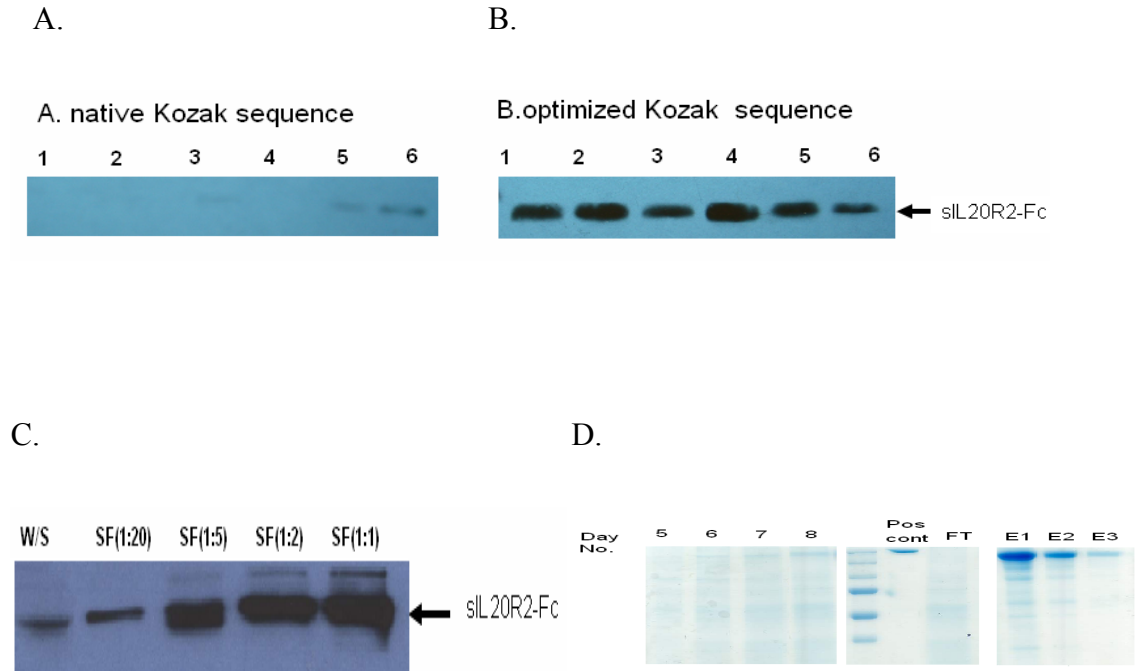 A.
B.
A. native Kozak sequence
B.optimized Kozak sequence
1 2 3 4 5 6
1 2 3 4 5 6
sIL20R2-Fc
C.
D.
W/S SF(1:20) SF(1:5) SF(1:2) SF(1:1)
sIL20R2-Fc
Day No. 5 6 7 8 Pos cont FT E1 E2 E3